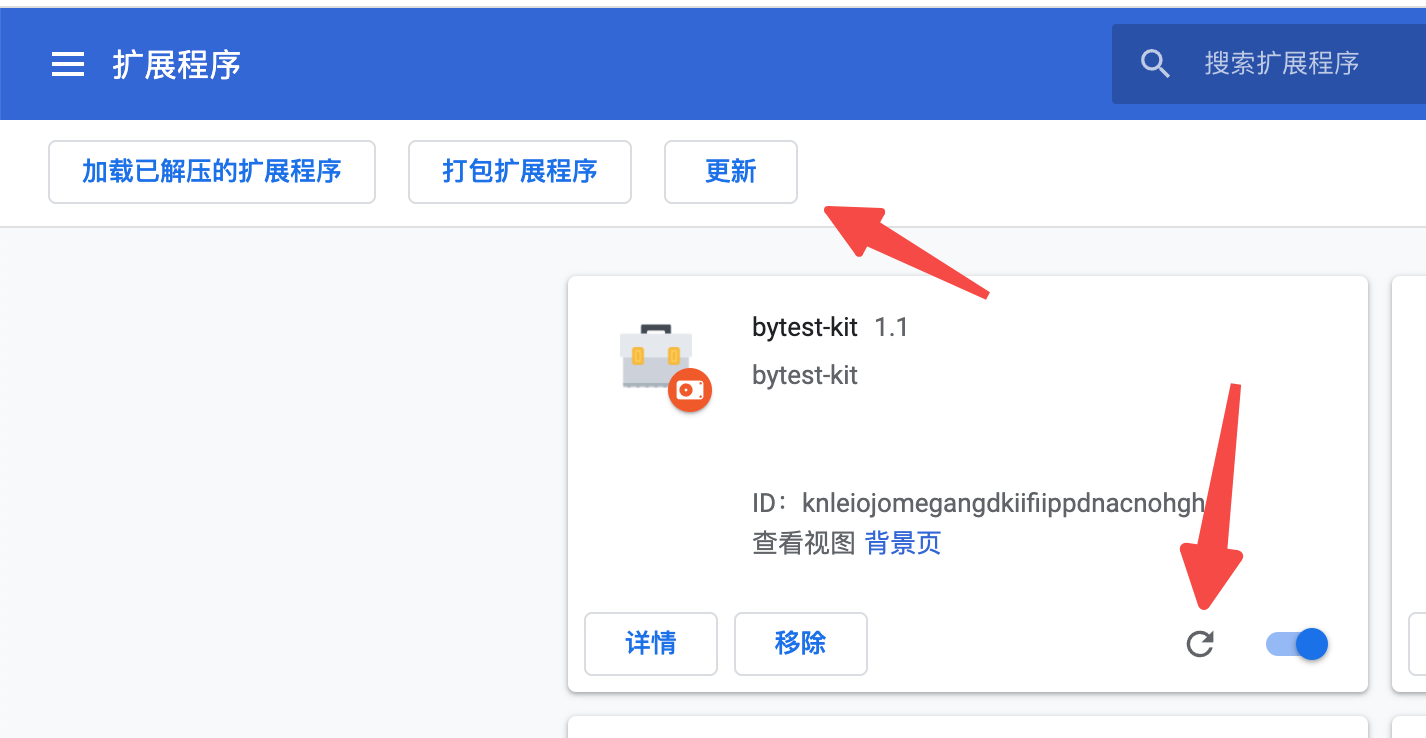 扩展程序
搜索扩展程序
加载已解压的扩展程序
打包扩展程序
更新
bytest-kit 1.1
bytest-kit
ID：knleiojomegangdkiifiippdnacnohgh
查看视图 背景页
详情
移除